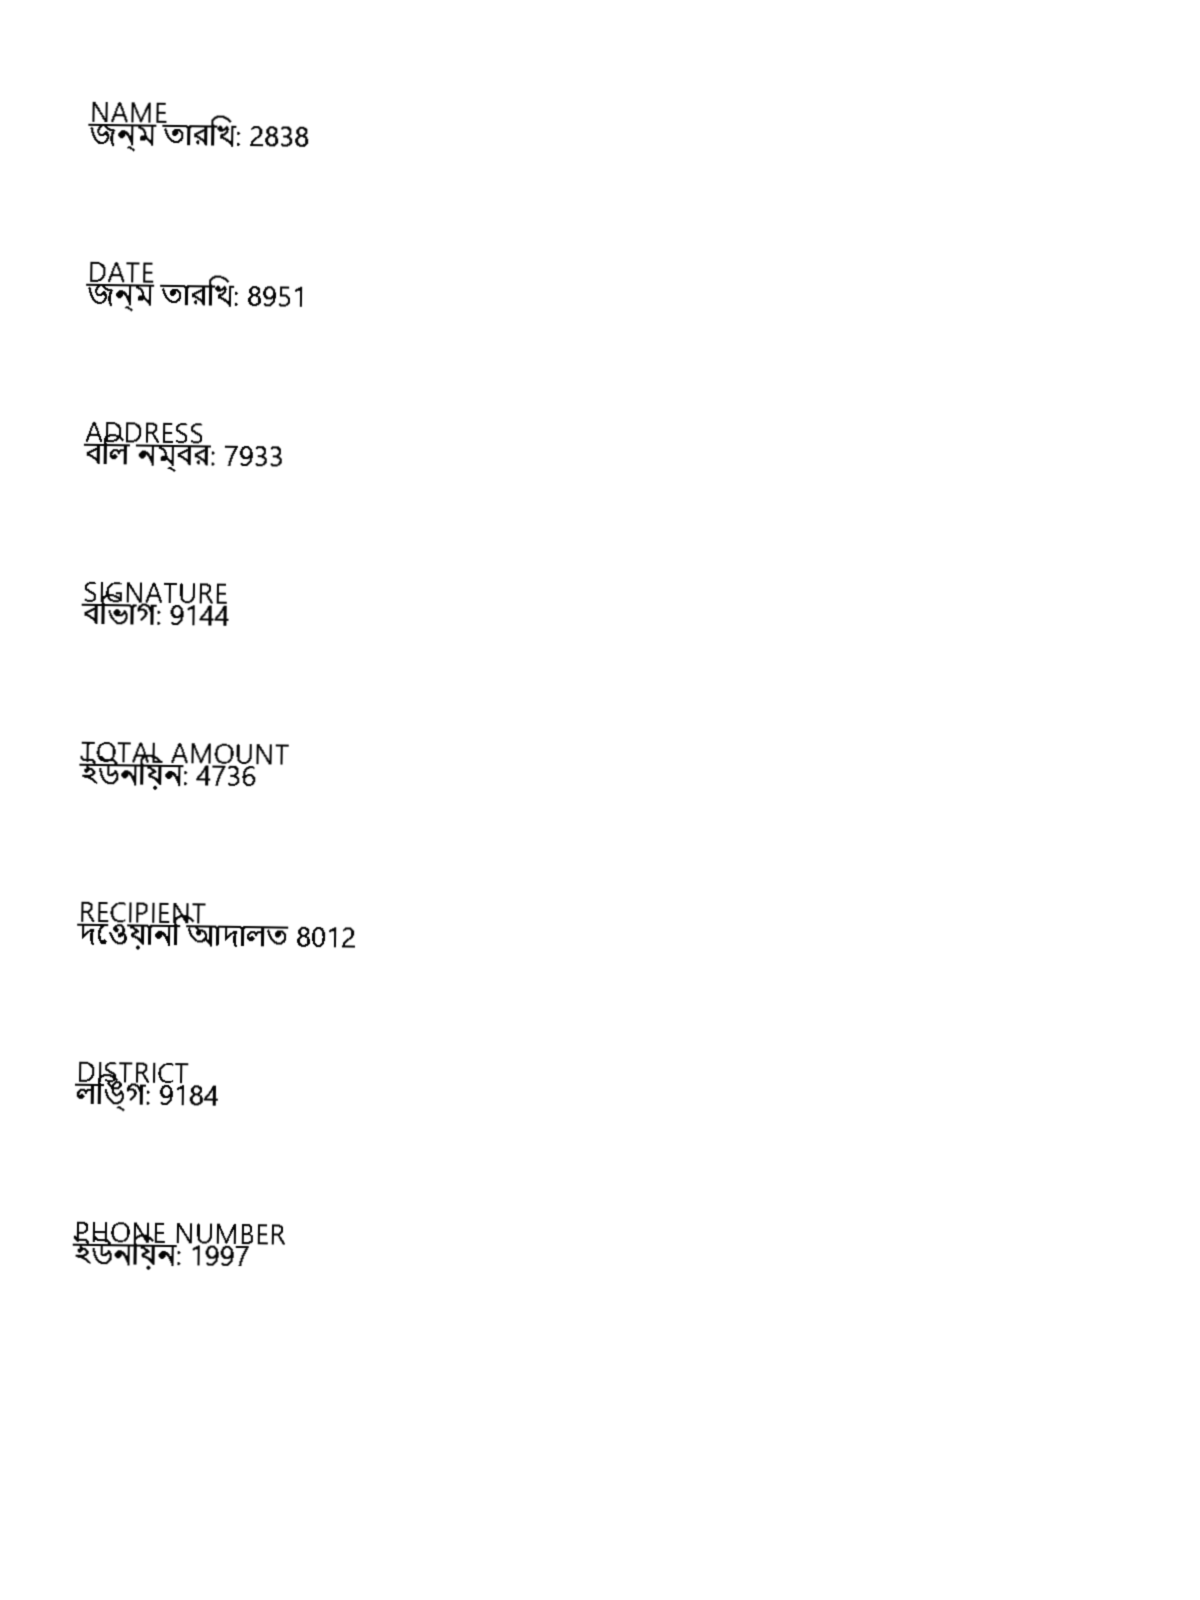 NAME
জন্ম তারিখ: 2838
DATE
জন্ম তারিখ: 8951
ADDRESS
বিল নম্বর: 7933
SIGNATURE
বিভাগ: 9144
TOTAL AMOUNT
ইউনিয়ন: 4736
RECIPIENT
দেওয়ানি আদালত 8012
DISTRICT
লিঙ্গ: 9184
PHONE NUMBER
ইউনিয়ন: 1997